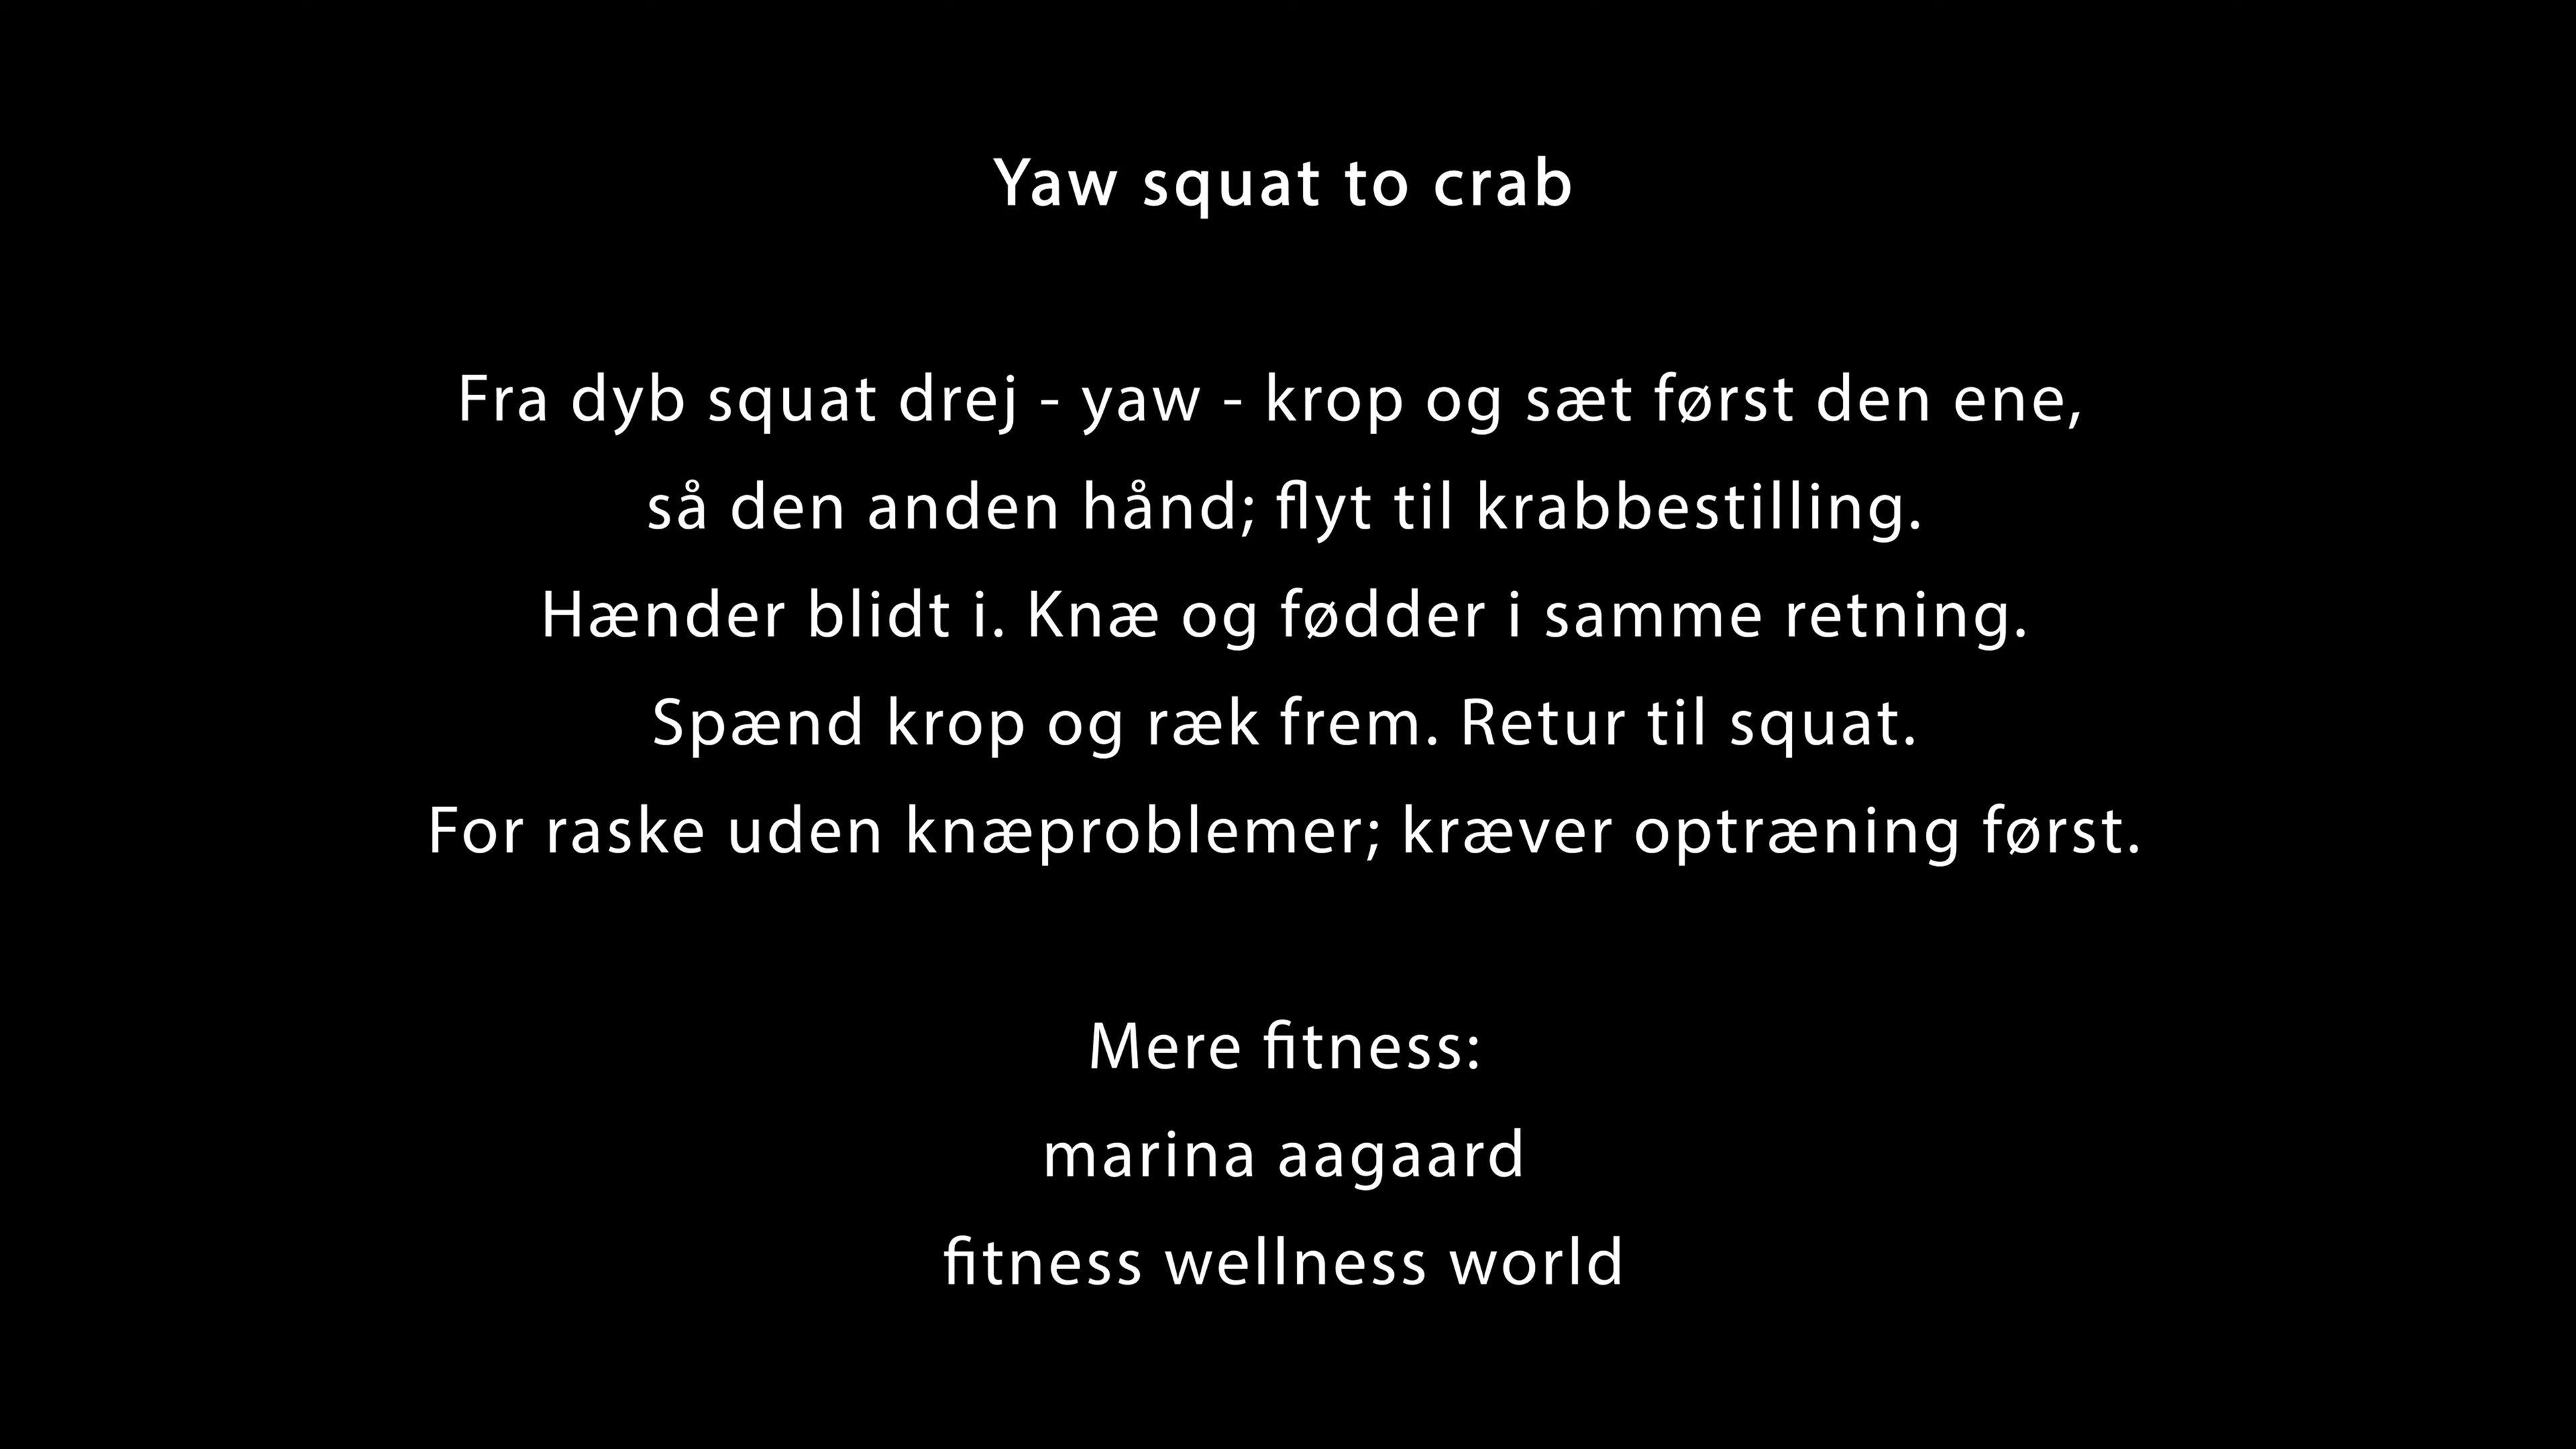 Yaw squat to crab
Fra dyb squat drej - yaw - krop og sæt først den ene,
så den anden hånd; flyt til krabbestilling.
Hænder blidt i. Knæ og fødder i samme retning.
Spænd krop og ræk frem. Retur til squat.
For raske uden knæproblemer; kræver optræning først.
Mere fitness:
marina aagaard
fitness wellness world